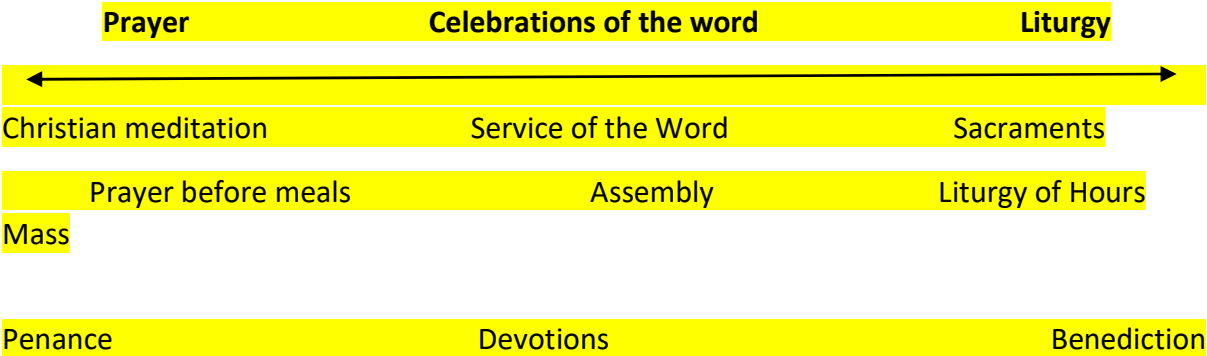 Prayer Celebrations of the word Liturgy
Christian meditation Service of the Word Sacraments
Prayer before meals Assembly Liturgy of Hours
Mass
Penance Devotions Benediction